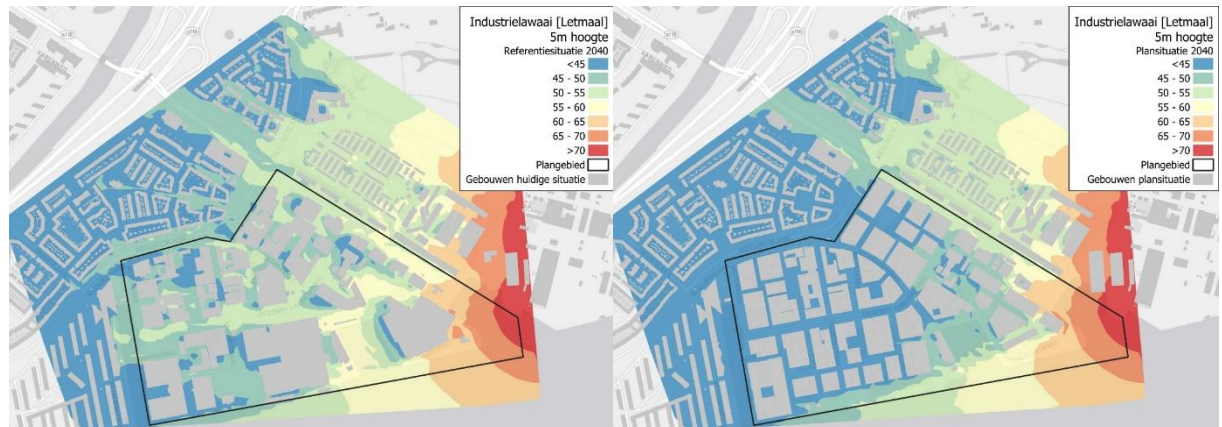 Industrielawaai [Letmaal]
5m hoogte
Referentiesituatie 2040
<45
45 - 50
50 - 55
55 - 60
60 - 65
65 - 70
>70
Plangebied
Gebouwen huidige situatie
Industrielawaai [Letmaal]
5m hoogte
Plansituatie 2040
<45
45 - 50
50 - 55
55 - 60
60 - 65
65 - 70
>70
Plangebied
Gebouwen plansituatie